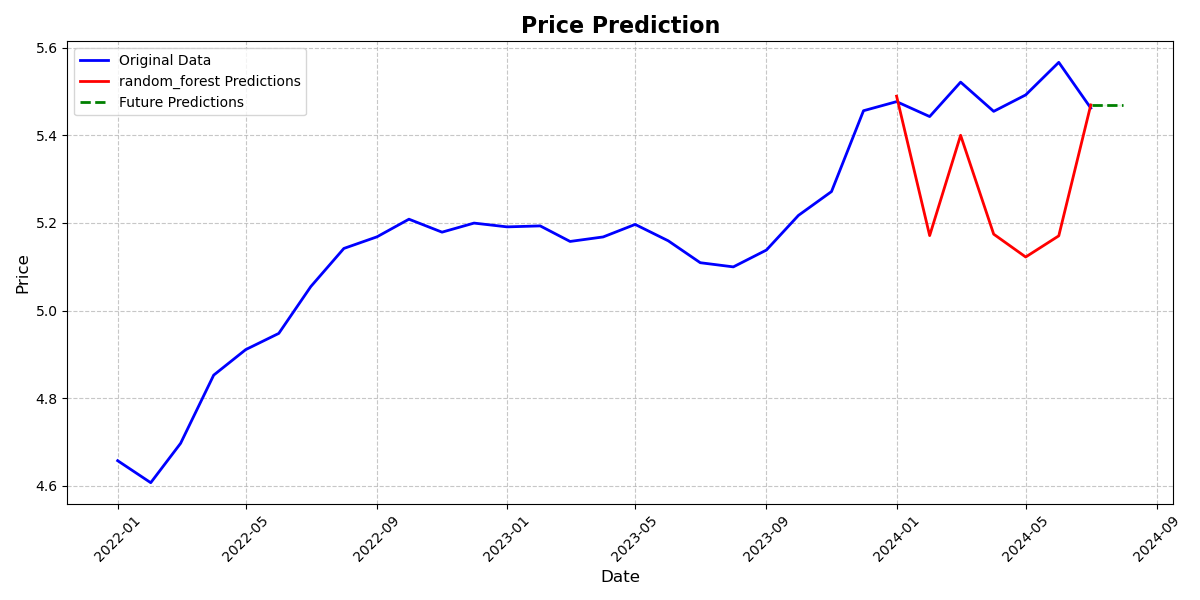 Price Prediction
Original Data
random_forest Predictions
Future Predictions
5.6
5.4
5.2
5.0
4.8
4.6
Price
2022-01
2022-05
2022-09
2023-01
2023-05
2023-09
2024-01
2024-05
2024-09
Date